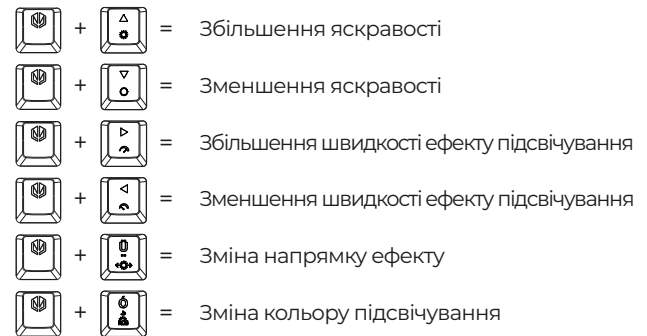 + = Збільшення яскравості
+ = Зменшення яскравості
+ = Збільшення швидкості ефекту підсвічування
+ = Зменшення швидкості ефекту підсвічування
+ = Зміна напрямку ефекту
+ = Зміна кольору підсвічування